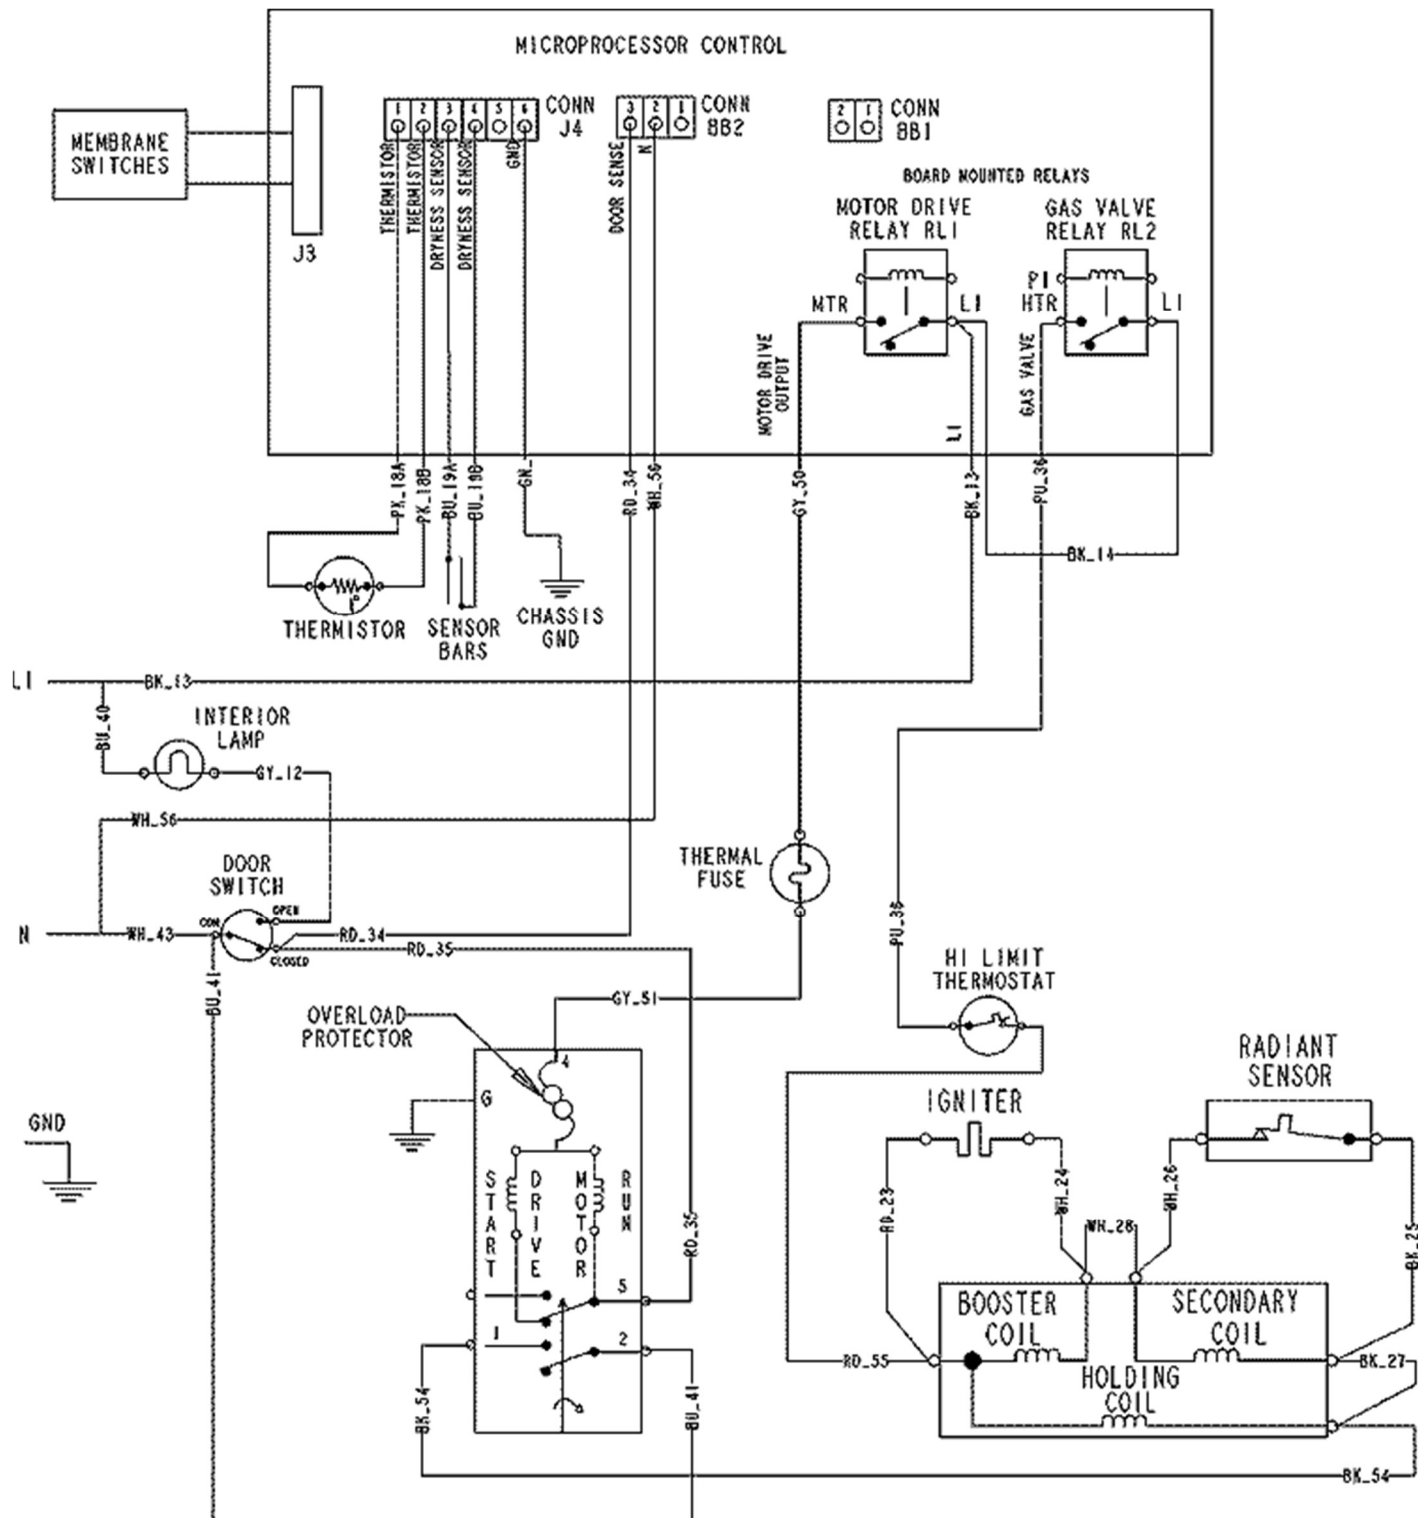 MICROPROCESSOR CONTROL
MEMBRANE
SWITCHES
J3
1 2 3 4 5 6
CONN
J4
THERMISTOR
THERMISTOR
DRYNESS SENSOR
DRYNESS SENSOR
GND
3 2 1
CONN
BB2
DOOR SENSE
N
2 1
CONN
BB1
BOARD MOUNTED RELAYS
MOTOR DRIVE
RELAY RL1
GAS VALVE
RELAY RL2
MTR
L1
P1
HTR
L1
MOTOR DRIVE
OUTPUT
L1
GAS VALVE
PK_18A
PK_18B
BU_19A
BU_19B
GN_
RD_34
WH_56
GY_50
BK_13
PU_36
BK_14
THERMISTOR
SENSOR
BARS
CHASSIS
GND
L1
BK_13
BU_40
INTERIOR
LAMP
GY_12
WH_56
THERMAL
FUSE
DOOR
SWITCH
N
WH_43
COM
OPEN
CLOSED
RD_34
RD_35
BU_41
PU_36
HI LIMIT
THERMOSTAT
GY_51
OVERLOAD
PROTECTOR
4
G
GND
START
DRIVE
MOTOR
RUN
RD_35
5
1
2
BK_54
BU_41
RADIANT
SENSOR
IGNITER
RD_23
WH_24
WH_28
WH_26
BK_25
BOOSTER
COIL
SECONDARY
COIL
RD_55
HOLDING
COIL
BK_27
BK_54